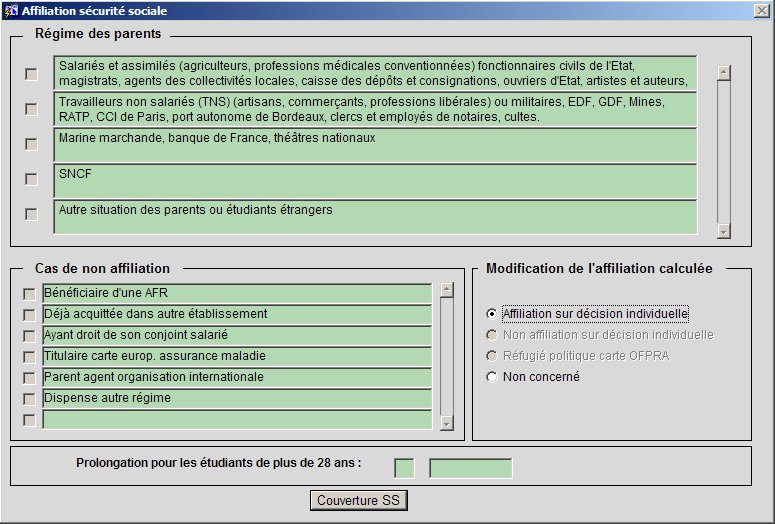 Affiliation sécurité sociale
Régime des parents
Salariés et assimilés (agriculteurs, professions médicales conventionnées) fonctionnaires civils de l'Etat,
magistrats, agents des collectivités locales, caisse des dépôts et consignations, ouvriers d'Etat, artistes et auteurs,
Travailleurs non salariés (TNS) (artisans, commerçants, professions libérales) ou militaires, EDF, GDF, Mines,
RATP, CCI de Paris, port autonome de Bordeaux, clercs et employés de notaires, cultes.
Marine marchande, banque de France, théâtres nationaux
SNCF
Autre situation des parents ou étudiants étrangers
Cas de non affiliation
Bénéficiaire d'une AFR
Déjà acquittée dans autre établissement
Ayant droit de son conjoint salarié
Titulaire carte europ. assurance maladie
Parent agent organisation internationale
Dispense autre régime
Modification de l'affiliation calculée
Affiliation sur décision individuelle
Non affiliation sur décision individuelle
Réfugié politique carte OFPRA
Non concerné
Prolongation pour les étudiants de plus de 28 ans :
Couverture SS